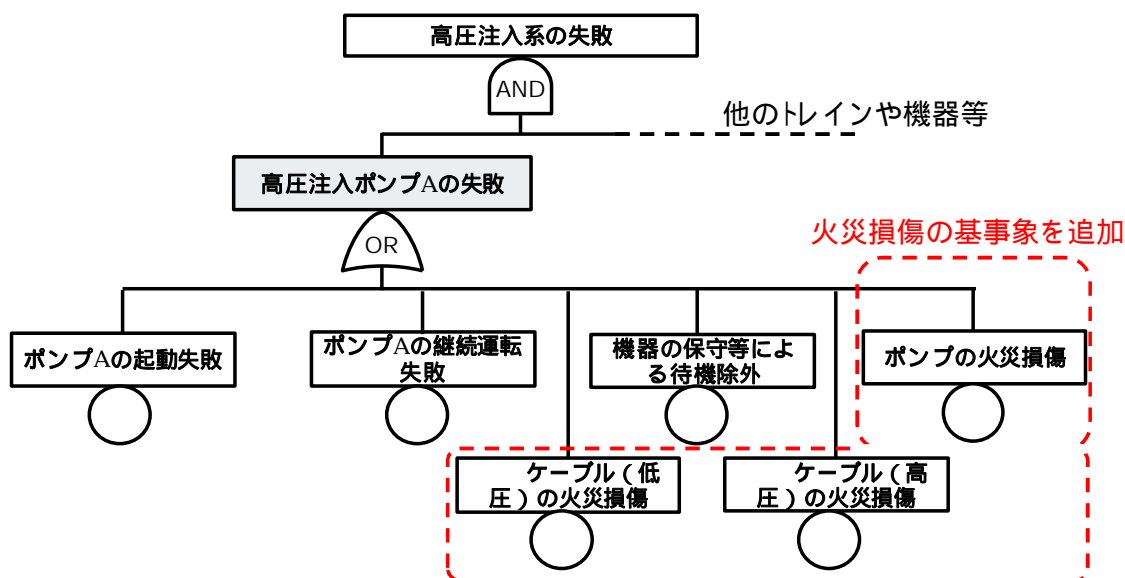 高圧注入系の失敗
AND
他のトレインや機器等
高圧注入ポンプAの失敗
OR
火災損傷の基事象を追加
ポンプAの起動失敗
ポンプAの継続運転
失敗
機器の保守等によ
る待機除外
ポンプの火災損傷
ケーブル（低
圧）の火災損傷
ケーブル（高
圧）の火災損傷